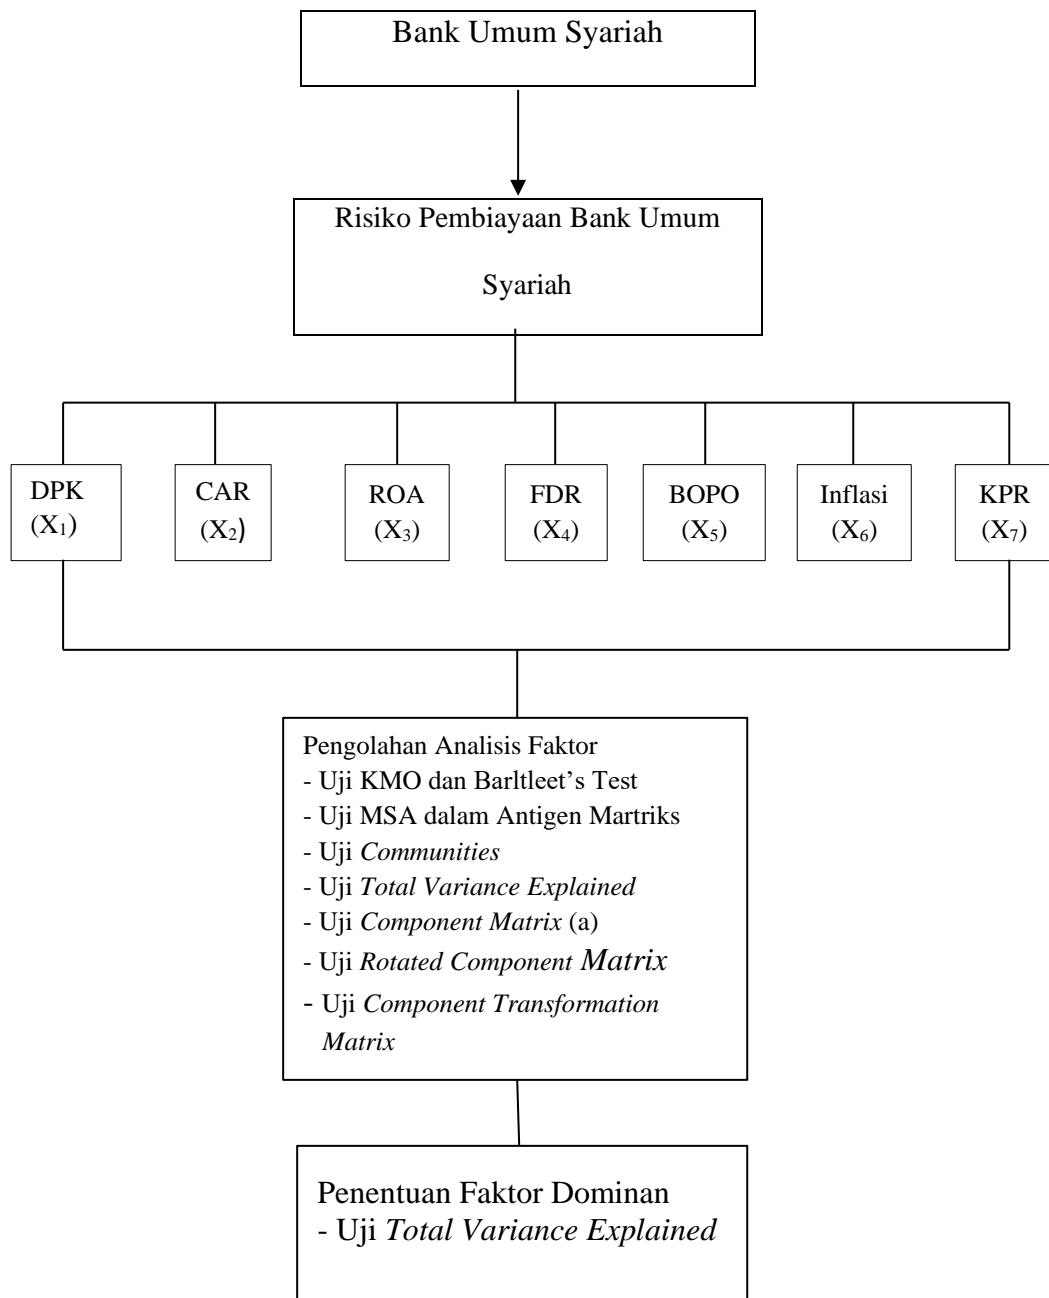 Bank Umum Syariah
Risiko Pembiayaan Bank Umum
Syariah
DPK
(X₁)
CAR
(X₂)
ROA
(X₃)
FDR
(X₄)
BOPO
(X₅)
Inflasi
(X₆)
KPR
(X₇)
Pengolahan Analisis Faktor
- Uji KMO dan Barltleet’s Test
- Uji MSA dalam Antigen Martriks
- Uji Communities
- Uji Total Variance Explained
- Uji Component Matrix (a)
- Uji Rotated Component Matrix
- Uji Component Transformation
Matrix
Penentuan Faktor Dominan
- Uji Total Variance Explained